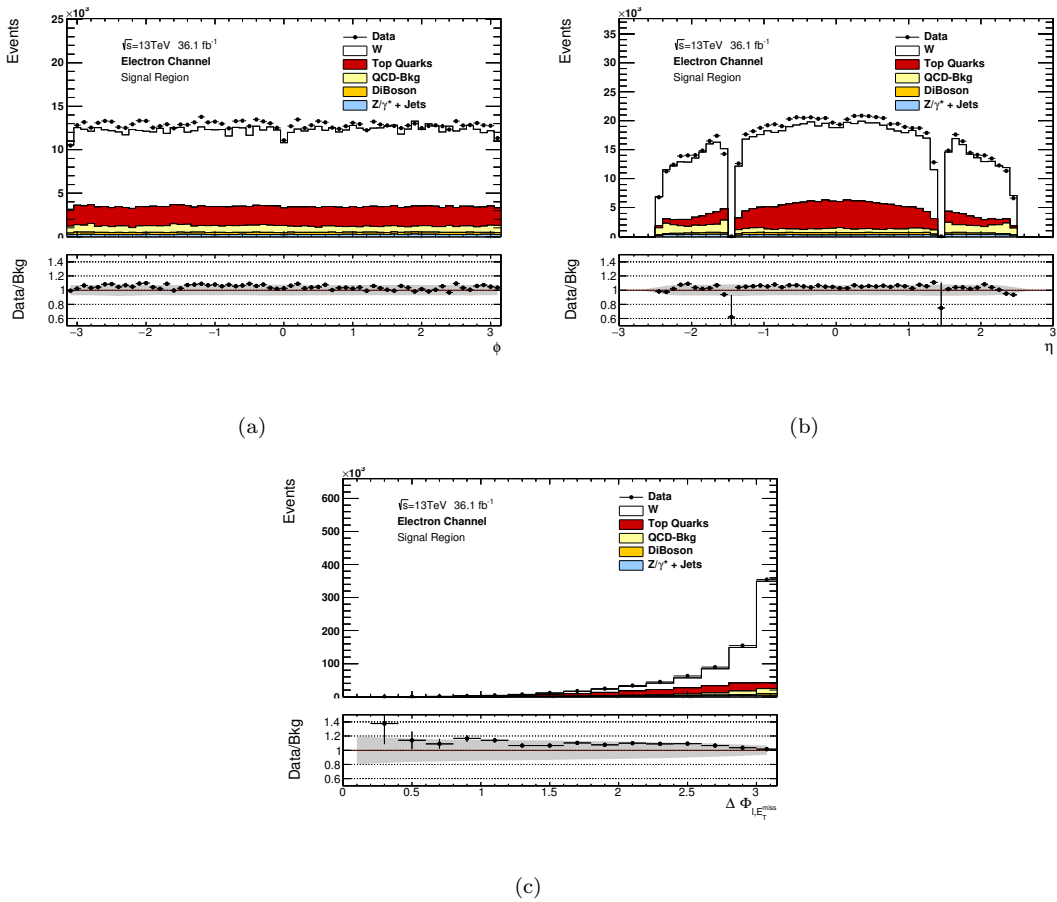 ×10³
Events
25
20
15
10
5
0
√s=13TeV 36.1 fb⁻¹
Electron Channel
Signal Region
Data
W
Top Quarks
QCD-Bkg
DiBoson
Z/γ* + Jets
Data/Bkg
1.4
1.2
1
0.8
0.6
−3 −2 −1 0 1 2 3
ϕ
(a)
×10³
Events
35
30
25
20
15
10
5
0
√s=13TeV 36.1 fb⁻¹
Electron Channel
Signal Region
Data
W
Top Quarks
QCD-Bkg
DiBoson
Z/γ* + Jets
Data/Bkg
1.4
1.2
1
0.8
0.6
−3 −2 −1 0 1 2 3
η
(b)
×10³
Events
600
500
400
300
200
100
0
√s=13TeV 36.1 fb⁻¹
Electron Channel
Signal Region
Data
W
Top Quarks
QCD-Bkg
DiBoson
Z/γ* + Jets
Data/Bkg
1.4
1.2
1
0.8
0.6
0 0.5 1 1.5 2 2.5 3
Δ Φ l,E_T^miss
(c)